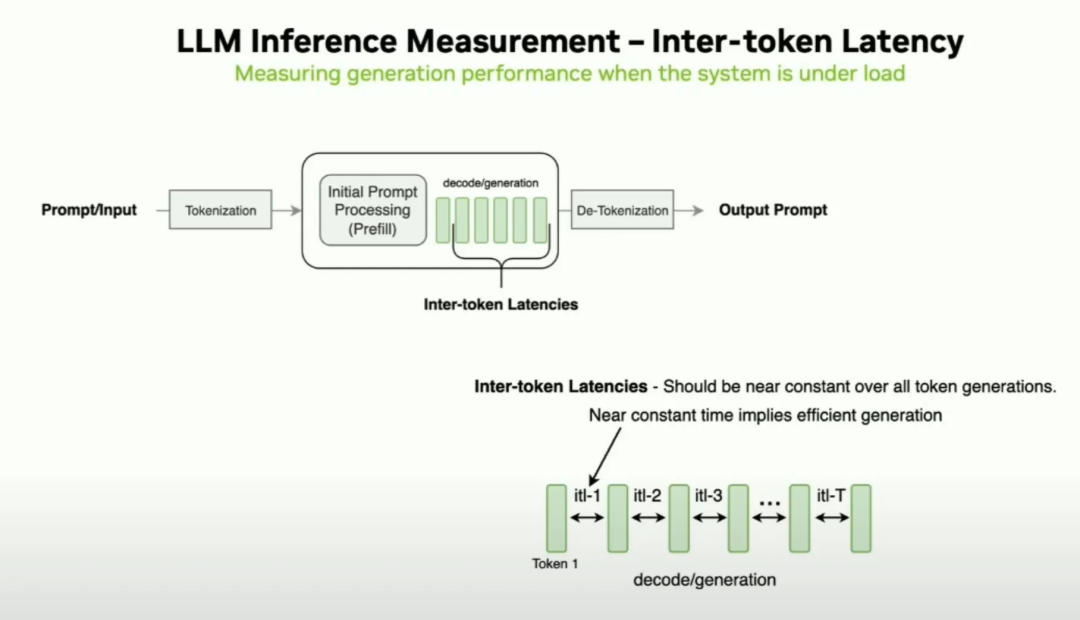 LLM Inference Measurement – Inter-token Latency
Measuring generation performance when the system is under load
Prompt/Input
Tokenization
Initial Prompt
Processing
(Prefill)
decode/generation
De-Tokenization
Output Prompt
Inter-token Latencies
Inter-token Latencies - Should be near constant over all token generations.
Near constant time implies efficient generation
itl-1
itl-2
itl-3
...
itl-T
Token 1
decode/generation